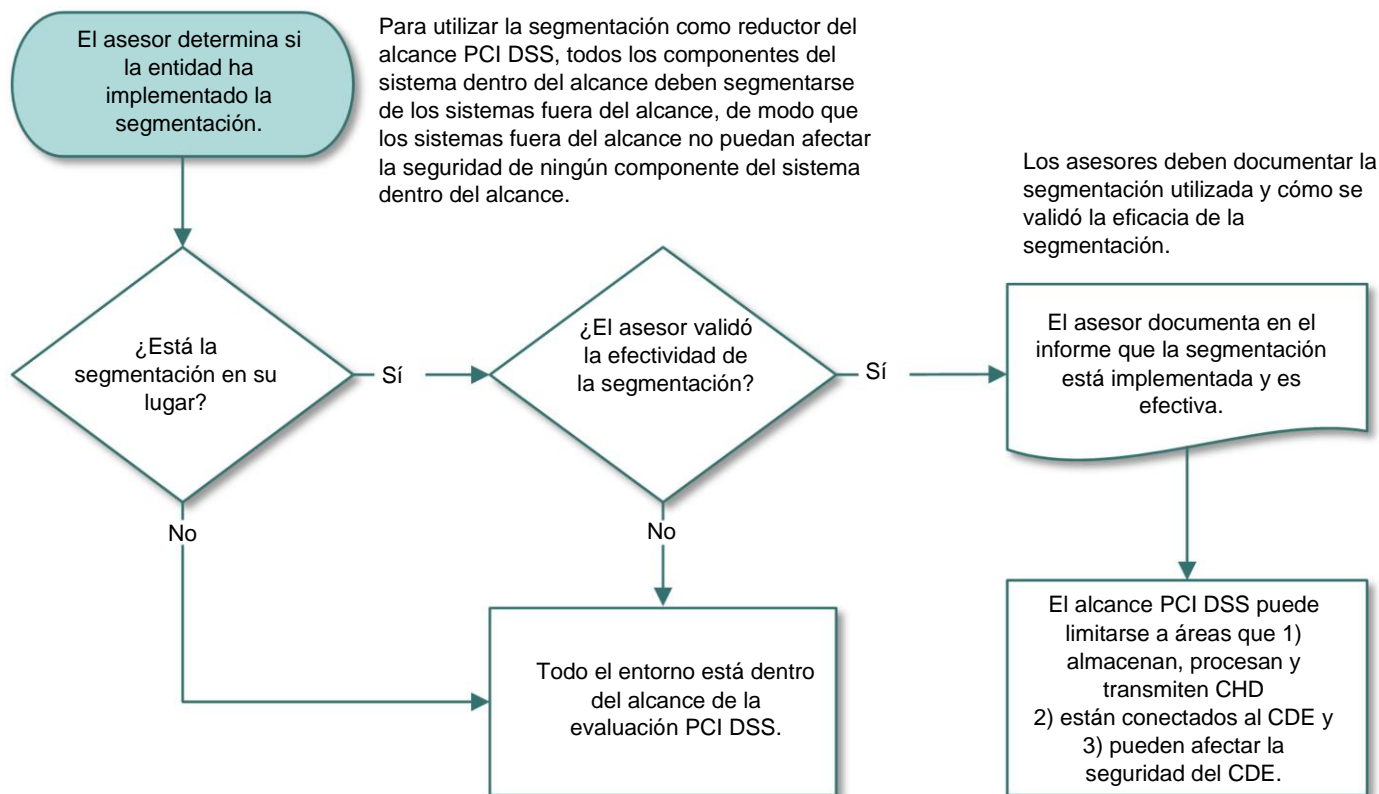 El asesor determina si
la entidad ha
implementado la
segmentación.
Para utilizar la segmentación como reductor del
alcance PCI DSS, todos los componentes del
sistema dentro del alcance deben segmentarse
de los sistemas fuera del alcance, de modo que
los sistemas fuera del alcance no puedan afectar
la seguridad de ningún componente del sistema
dentro del alcance.
Los asesores deben documentar la
segmentación utilizada y cómo se
validó la eficacia de la
segmentación.
¿Está la
segmentación en su
lugar?
Sí
¿El asesor validó
la efectividad de
la segmentación?
Sí
El asesor documenta en el
informe que la segmentación
está implementada y es
efectiva.
No
No
Todo el entorno está dentro
del alcance de la
evaluación PCI DSS.
El alcance PCI DSS puede
limitarse a áreas que 1)
almacenan, procesan y
transmiten CHD
2) están conectados al CDE y
3) pueden afectar la
seguridad del CDE.